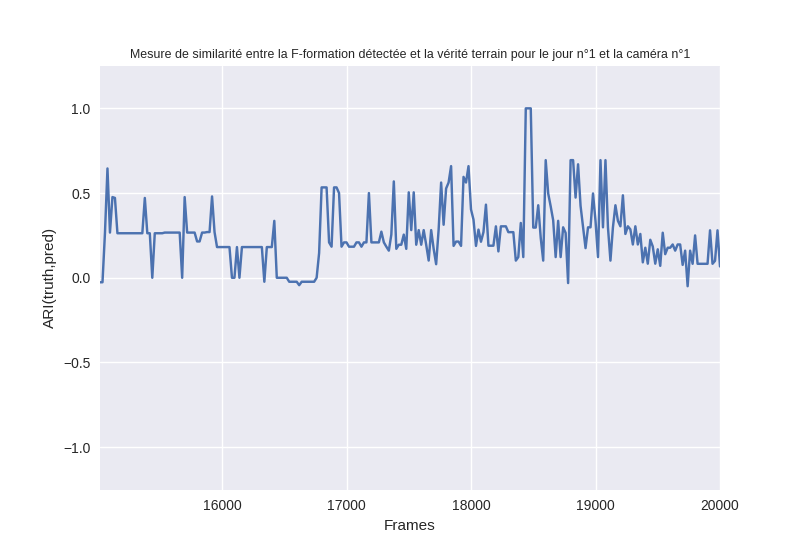 Mesure de similarité entre la F-formation détectée et la vérité terrain pour le jour n°1 et la caméra n°1
1.0
0.5
0.0
−0.5
−1.0
ARI(truth,pred)
16000 17000 18000 19000 20000
Frames